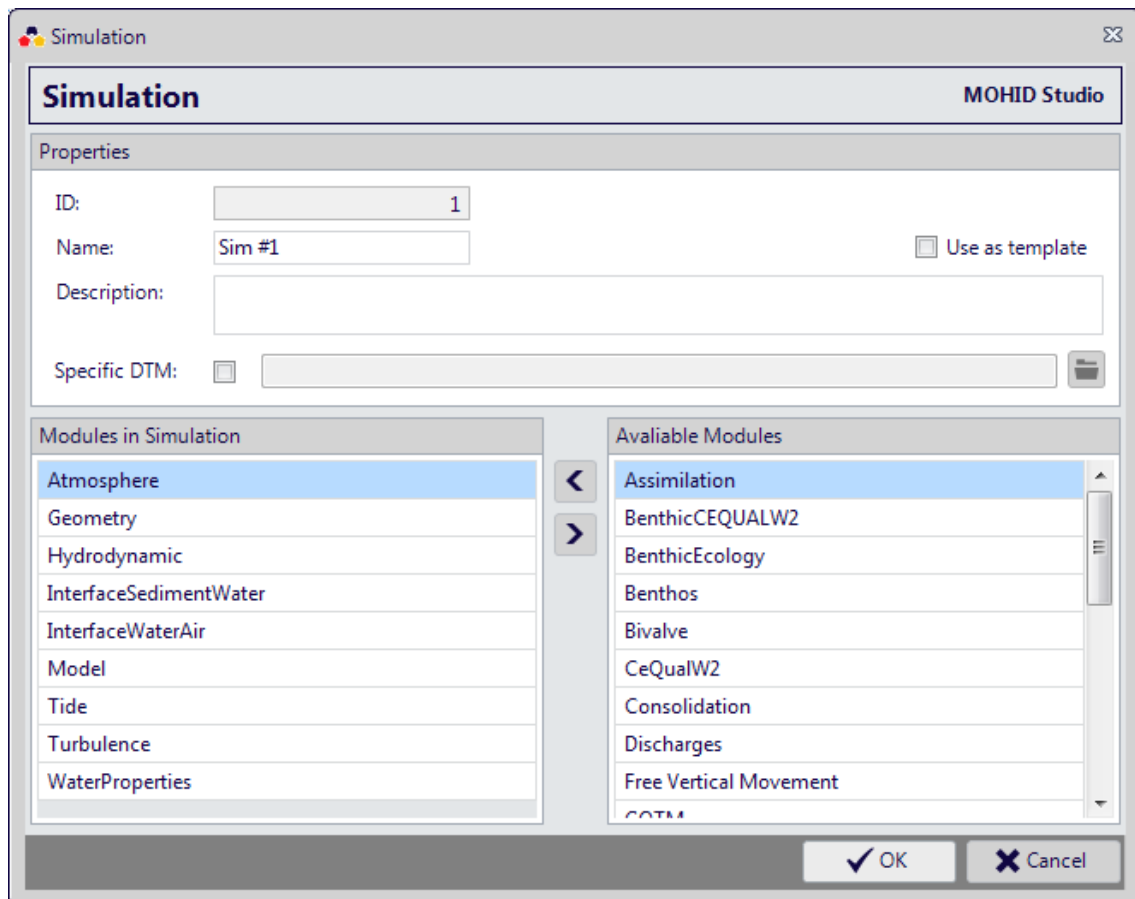 Simulation
Simulation MOHID Studio
Properties
ID: 1
Name: Sim #1 Use as template
Description:
Specific DTM:
Modules in Simulation
Atmosphere
Geometry
Hydrodynamic
InterfaceSedimentWater
InterfaceWaterAir
Model
Tide
Turbulence
WaterProperties
Avaliable Modules
Assimilation
BenthicCEQUALW2
BenthicEcology
Benthos
Bivalve
CeQualW2
Consolidation
Discharges
Free Vertical Movement
OK Cancel